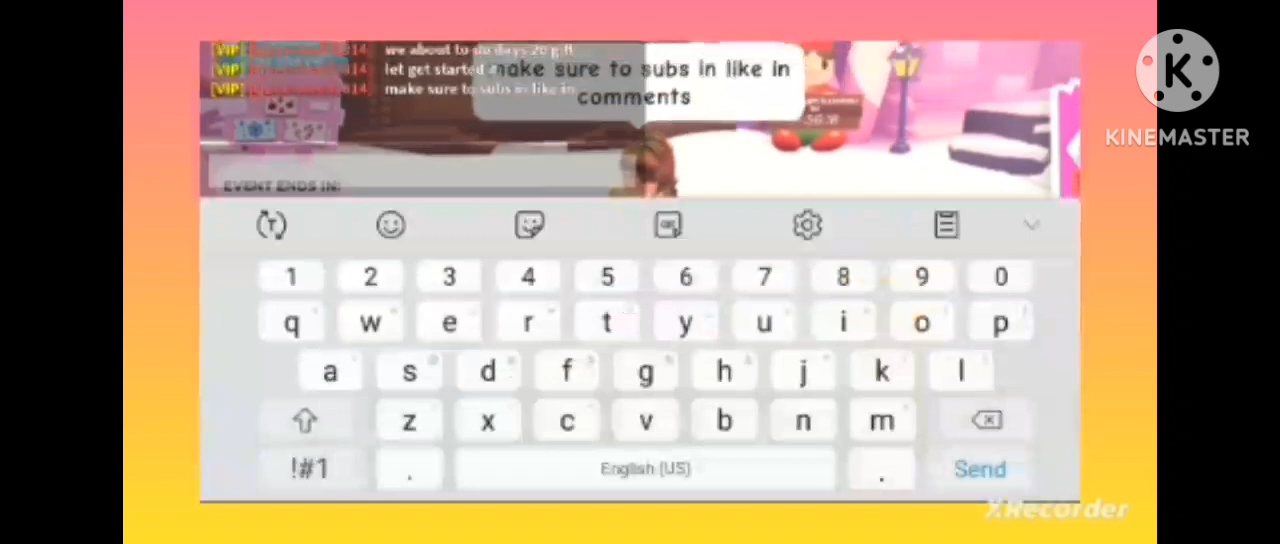 [VIP] we about to do days 20 gift
[VIP] let get started
[VIP] make sure to subs in like in
make sure to subs in like in
comments
K
KINEMASTER
EVENT ENDS IN:
1 2 3 4 5 6 7 8 9 0
q w e r t y u i o p
a s d f g h j k l
z x c v b n m
!#1 . English (US) . Send
XRecorder